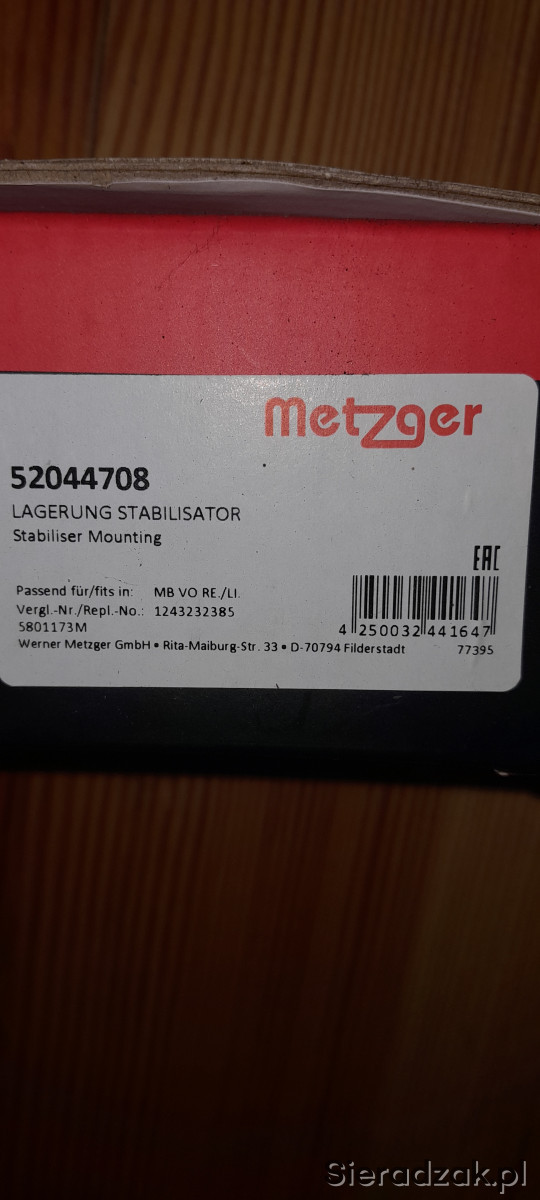 metzger
52044708
LAGERUNG STABILISATOR
Stabiliser Mounting
EAC
Passend für/fits in: MB VO RE./LI.
Vergl.-Nr./Repl.-No.: 1243232385
5801173M
4 250032 441647
Werner Metzger GmbH • Rita-Maiburg-Str. 33 • D-70794 Filderstadt 77395
Sieradzak.pl